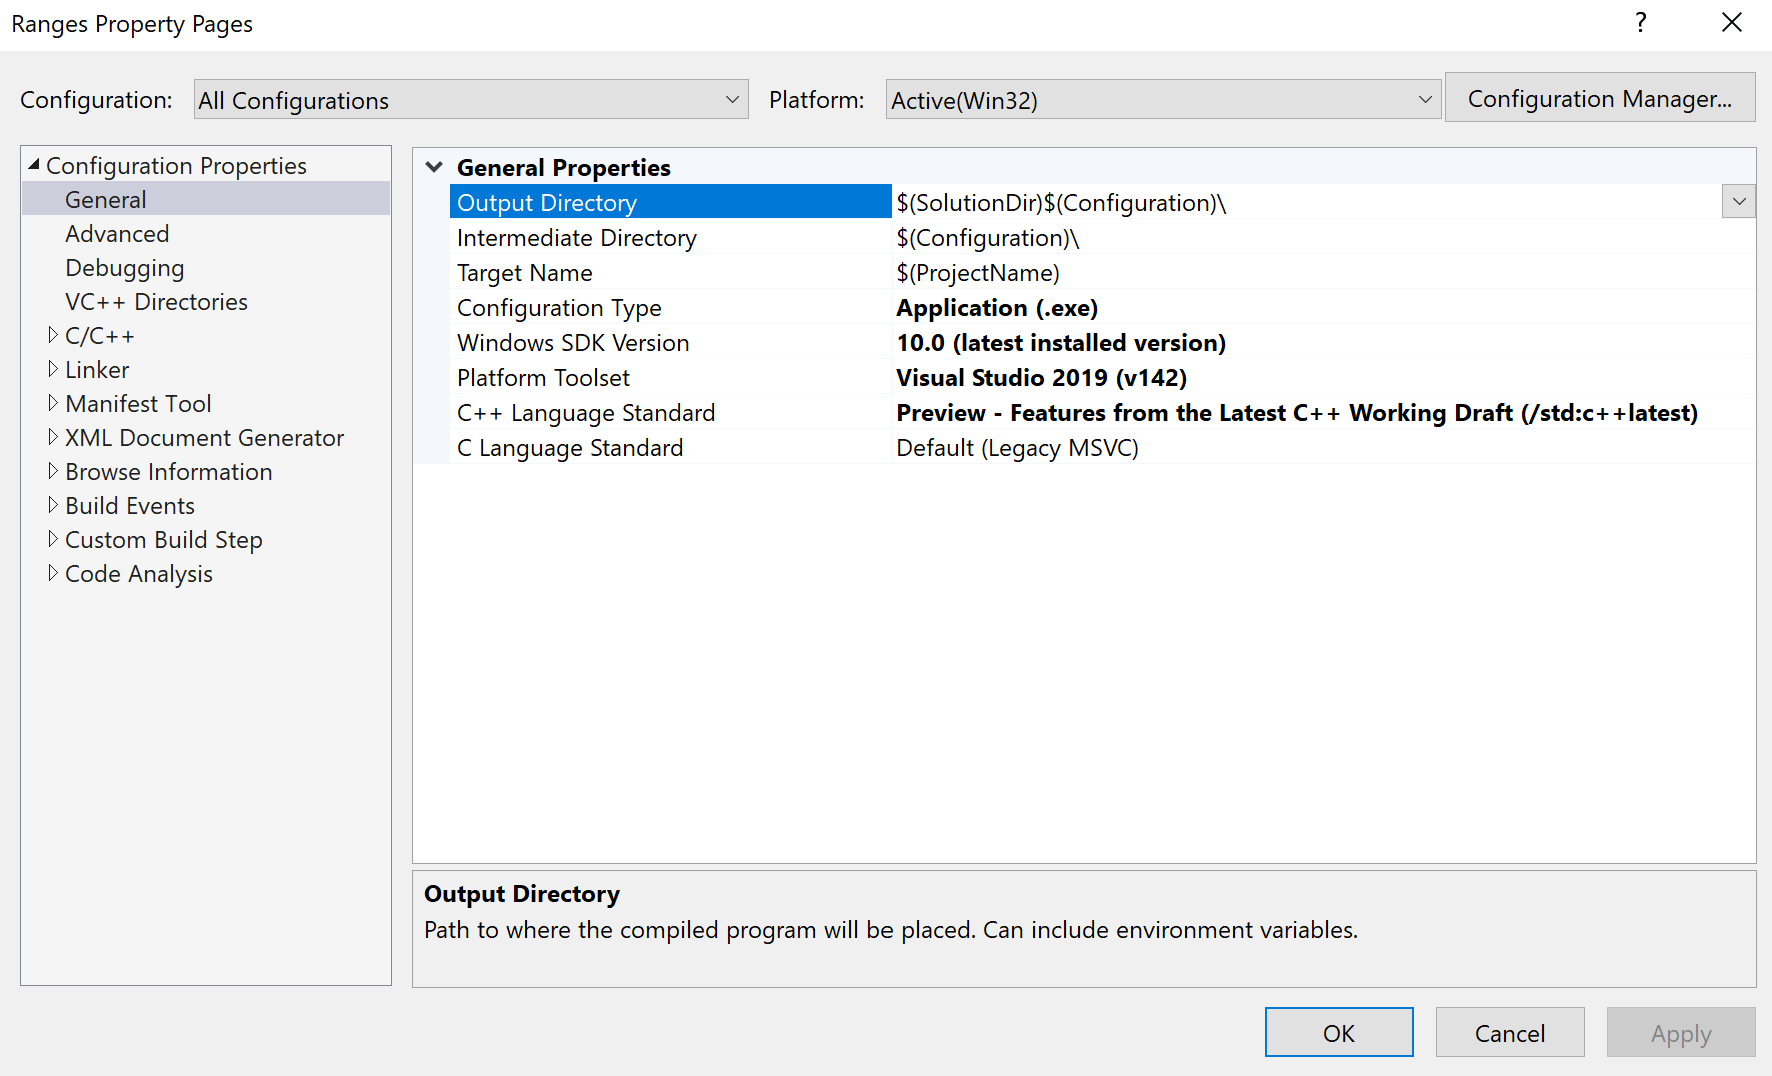 Ranges Property Pages ?
Configuration: All Configurations Platform: Active(Win32) Configuration Manager...
Configuration Properties
General
Advanced
Debugging
VC++ Directories
C/C++
Linker
Manifest Tool
XML Document Generator
Browse Information
Build Events
Custom Build Step
Code Analysis
General Properties
Output Directory $(SolutionDir)$(Configuration)\
Intermediate Directory $(Configuration)\
Target Name $(ProjectName)
Configuration Type Application (.exe)
Windows SDK Version 10.0 (latest installed version)
Platform Toolset Visual Studio 2019 (v142)
C++ Language Standard Preview - Features from the Latest C++ Working Draft (/std:c++latest)
C Language Standard Default (Legacy MSVC)
Output Directory
Path to where the compiled program will be placed. Can include environment variables.
OK Cancel Apply